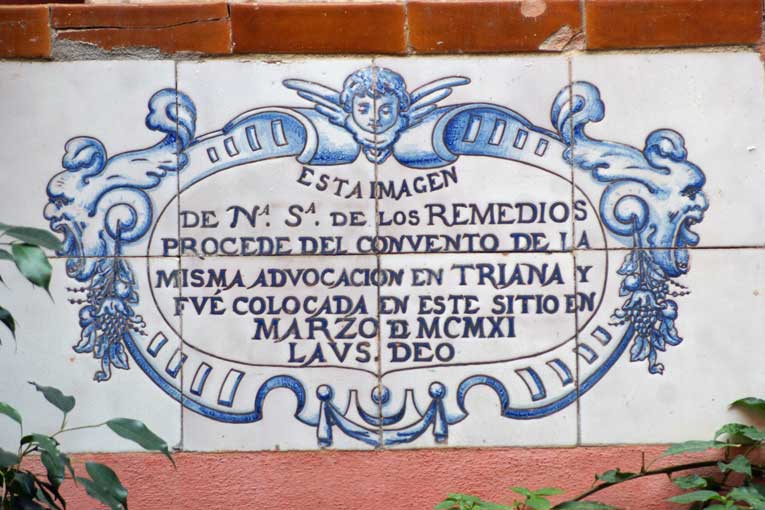 ESTA IMAGEN
DE Nª. Sª. DE LOS REMEDIOS
PROCEDE DEL CONVENTO DE LA
MISMA ADVOCACION EN TRIANA Y
FVÉ COLOCADA EN ESTE SITIO EN
MARZO DE MCMXI
LAVS. DEO